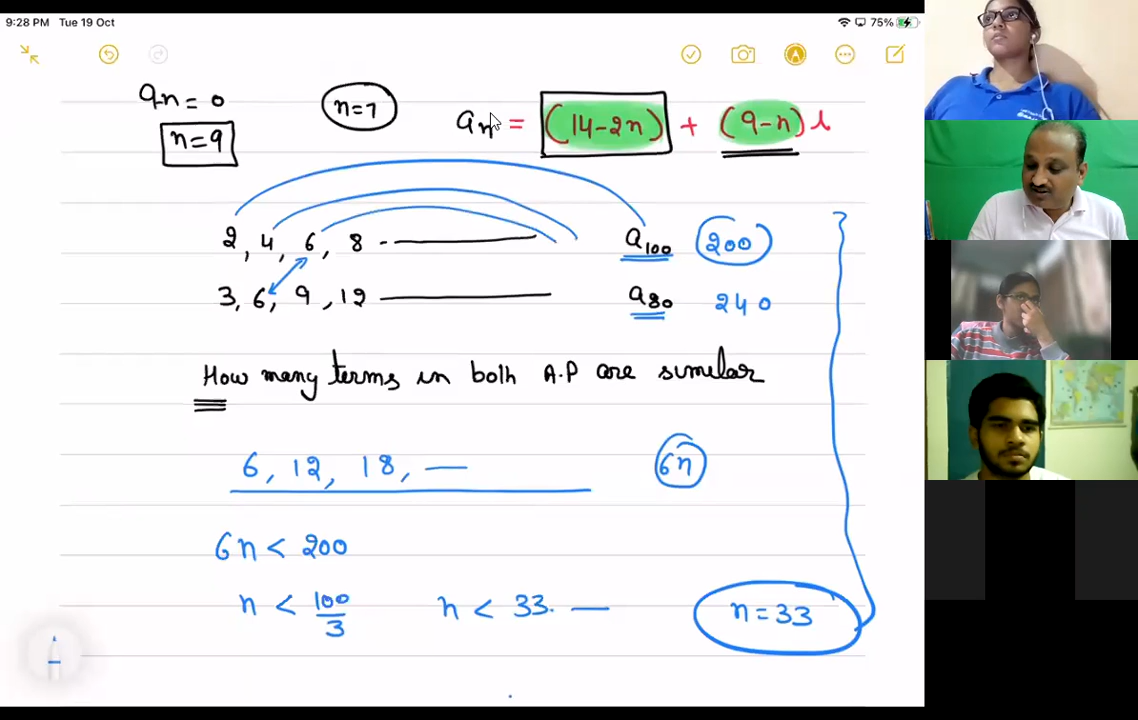 9:28 PM Tue 19 Oct 75%
an = 0
n=9
n=7
an = (14-2n) + (9-n) i
2, 4, 6, 8 -- a100 200
3, 6, 9, 12 a80 240
How many terms in both A.P are similar
6, 12, 18, — 6n
6n < 200
n < 100/3 n < 33. — n = 33